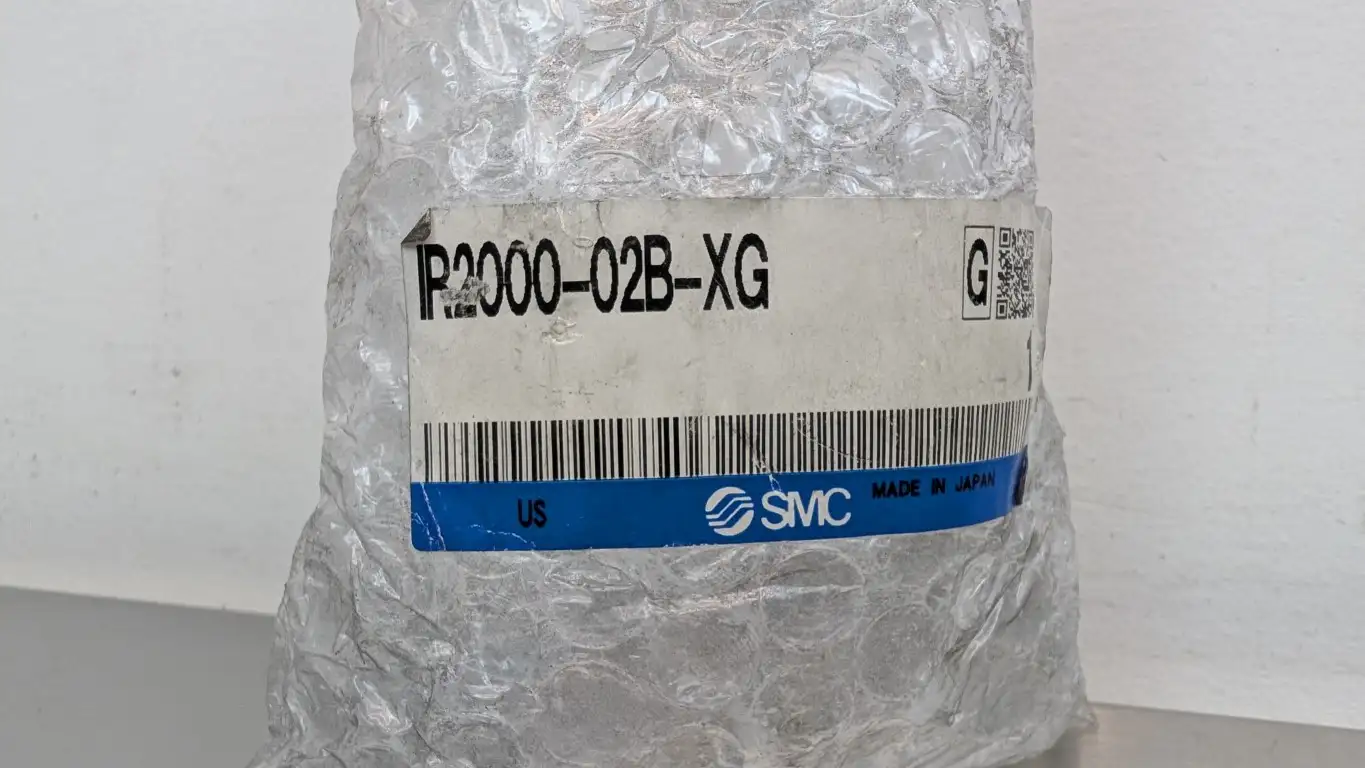 IR2000-02B-XG
G
1
US
SMC
MADE IN JAPAN